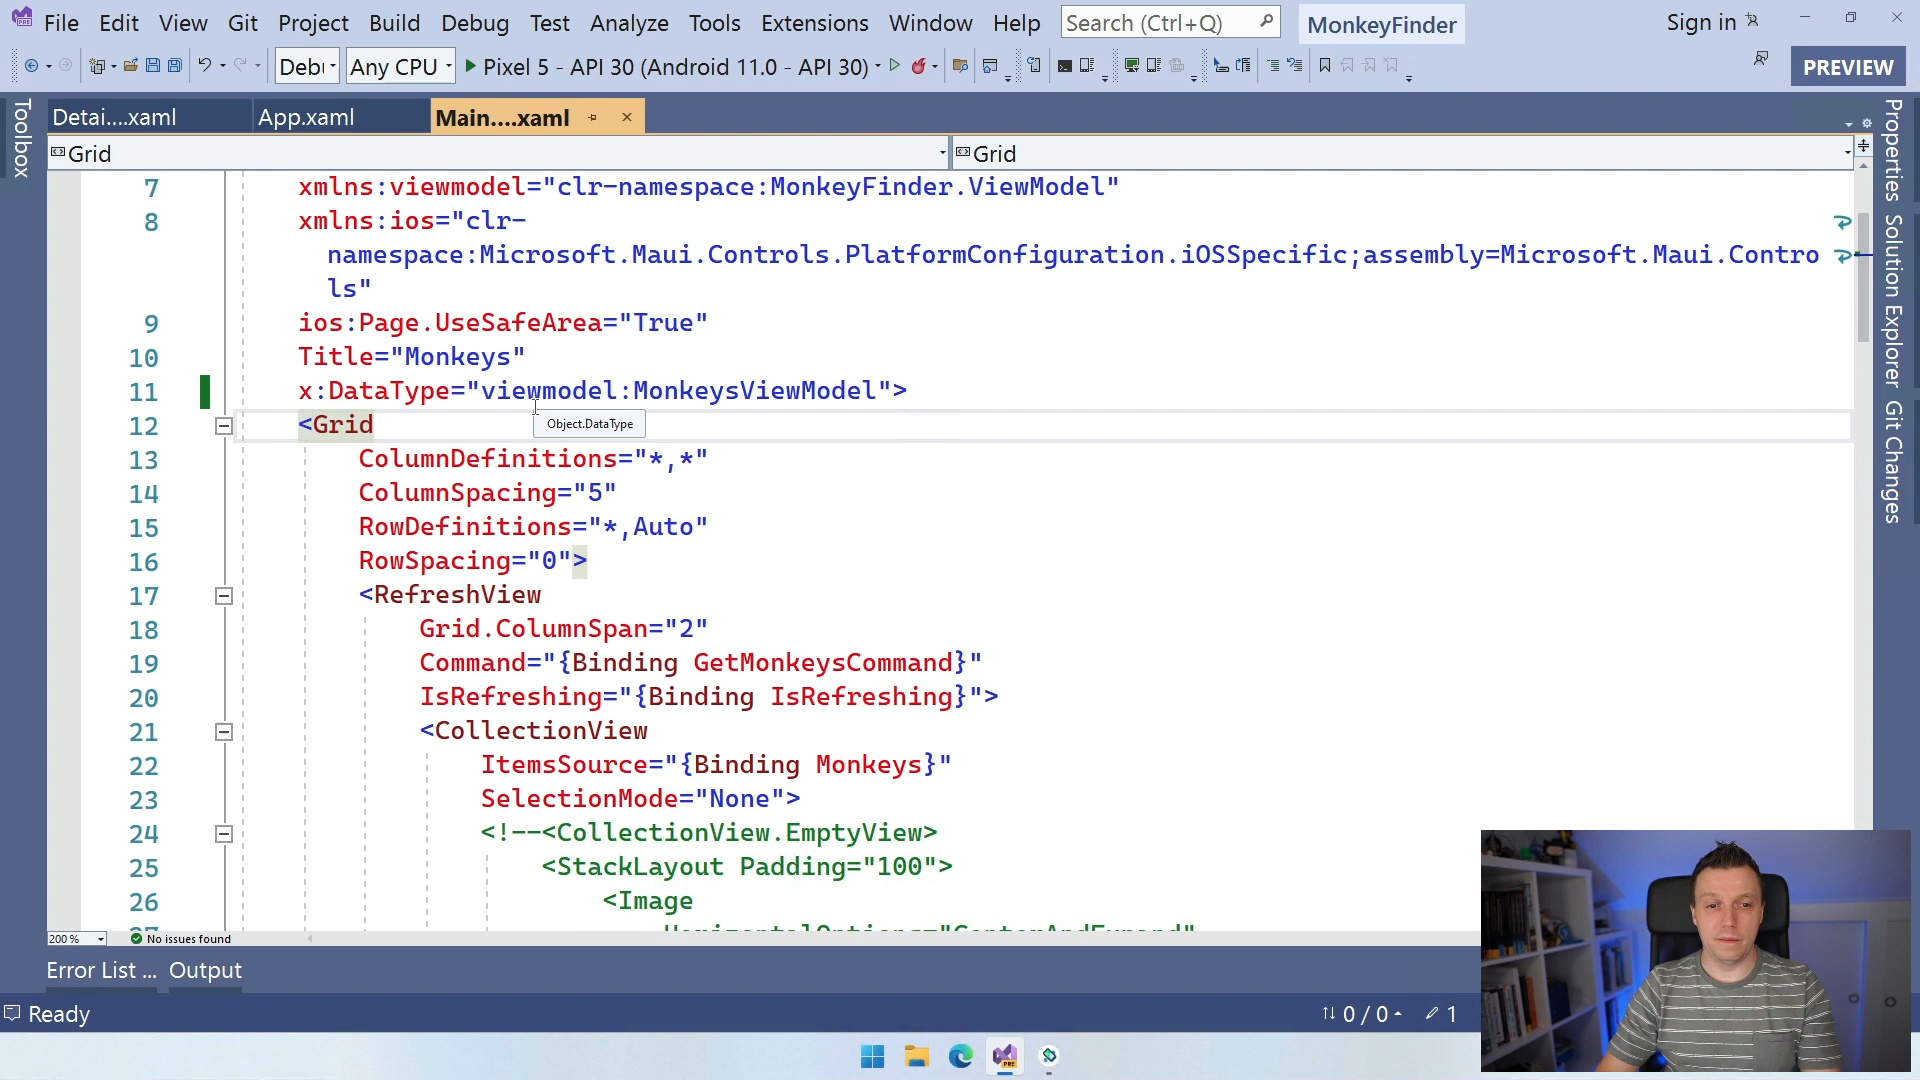 File Edit View Git Project Build Debug Test Analyze Tools Extensions Window Help Search (Ctrl+Q) MonkeyFinder Sign in
Any CPU Pixel 5 - API 30 (Android 11.0 - API 30) PREVIEW
Toolbox
Detai....xaml App.xaml Main....xaml
Grid Grid
7 xmlns:viewmodel="clr-namespace:MonkeyFinder.ViewModel"
8 xmlns:ios="clr-
namespace:Microsoft.Maui.Controls.PlatformConfiguration.iOSSpecific;assembly=Microsoft.Maui.Contro
ls"
9 ios:Page.UseSafeArea="True"
10 Title="Monkeys"
11 x:DataType="viewmodel:MonkeysViewModel">
12 <Grid
Object.DataType
13 ColumnDefinitions="*,*"
14 ColumnSpacing="5"
15 RowDefinitions="*,Auto"
16 RowSpacing="0">
17 <RefreshView
18 Grid.ColumnSpan="2"
19 Command="{Binding GetMonkeysCommand}"
20 IsRefreshing="{Binding IsRefreshing}">
21 <CollectionView
22 ItemsSource="{Binding Monkeys}"
23 SelectionMode="None">
24 <!--<CollectionView.EmptyView>
25 <StackLayout Padding="100">
26 <Image
200 % No issues found
Error List ... Output
Ready 0 / 0 1
Properties
Solution Explorer
Git Changes